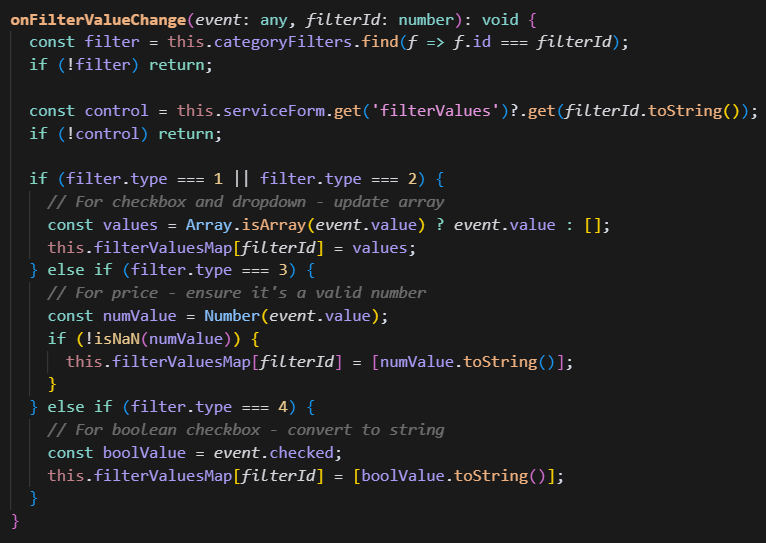 onFilterValueChange(event: any, filterId: number): void {
  const filter = this.categoryFilters.find(f => f.id === filterId);
  if (!filter) return;

  const control = this.serviceForm.get('filterValues')?.get(filterId.toString());
  if (!control) return;

  if (filter.type === 1 || filter.type === 2) {
    // For checkbox and dropdown - update array
    const values = Array.isArray(event.value) ? event.value : [];
    this.filterValuesMap[filterId] = values;
  } else if (filter.type === 3) {
    // For price - ensure it's a valid number
    const numValue = Number(event.value);
    if (!isNaN(numValue)) {
      this.filterValuesMap[filterId] = [numValue.toString()];
    }
  } else if (filter.type === 4) {
    // For boolean checkbox - convert to string
    const boolValue = event.checked;
    this.filterValuesMap[filterId] = [boolValue.toString()];
  }
}